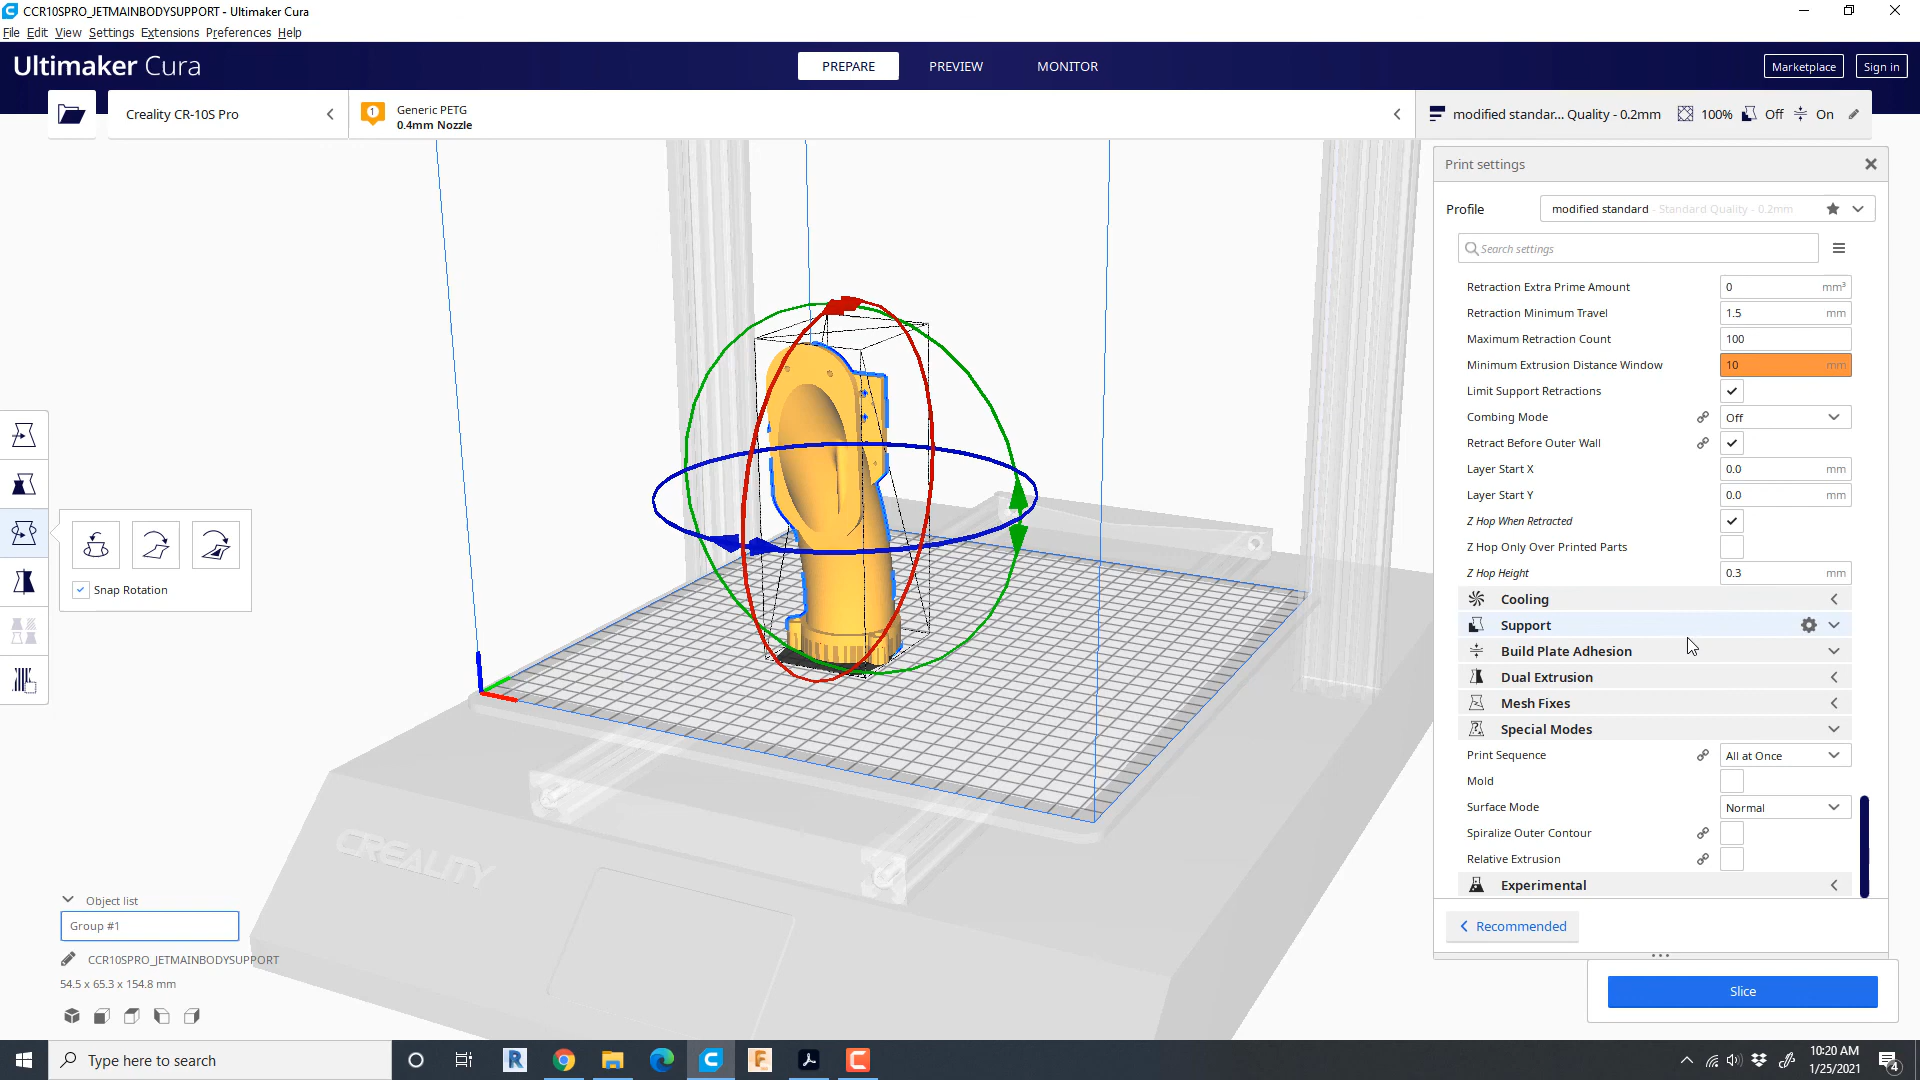 CCR10SPRO_JETMAINBODYSUPPORT - Ultimaker Cura
File Edit View Settings Extensions Preferences Help
Ultimaker Cura
PREPARE
PREVIEW
MONITOR
Marketplace
Sign in
Creality CR-10S Pro
1
Generic PETG
0.4mm Nozzle
modified standar... Quality - 0.2mm
100%
Off
On
Print settings
Profile
modified standard - Standard Quality - 0.2mm
Search settings
Retraction Extra Prime Amount 0 mm³
Retraction Minimum Travel 1.5 mm
Maximum Retraction Count 100
Minimum Extrusion Distance Window 10 mm
Limit Support Retractions
Combing Mode Off
Retract Before Outer Wall
Layer Start X 0.0 mm
Layer Start Y 0.0 mm
Z Hop When Retracted
Z Hop Only Over Printed Parts
Z Hop Height 0.3 mm
Cooling
Support
Build Plate Adhesion
Dual Extrusion
Mesh Fixes
Special Modes
Print Sequence All at Once
Mold
Surface Mode Normal
Spiralize Outer Contour
Relative Extrusion
Experimental
Recommended
Slice
Snap Rotation
CREALITY
Object list
Group #1
CCR10SPRO_JETMAINBODYSUPPORT
54.5 x 65.3 x 154.8 mm
Type here to search
10:20 AM
1/25/2021
4